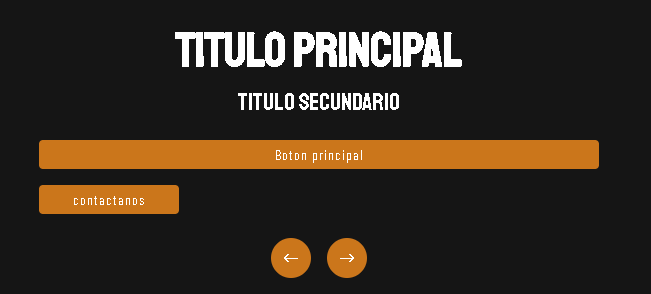 TITULO PRINCIPAL
TITULO SECUNDARIO
Boton principal
contactanos
← →